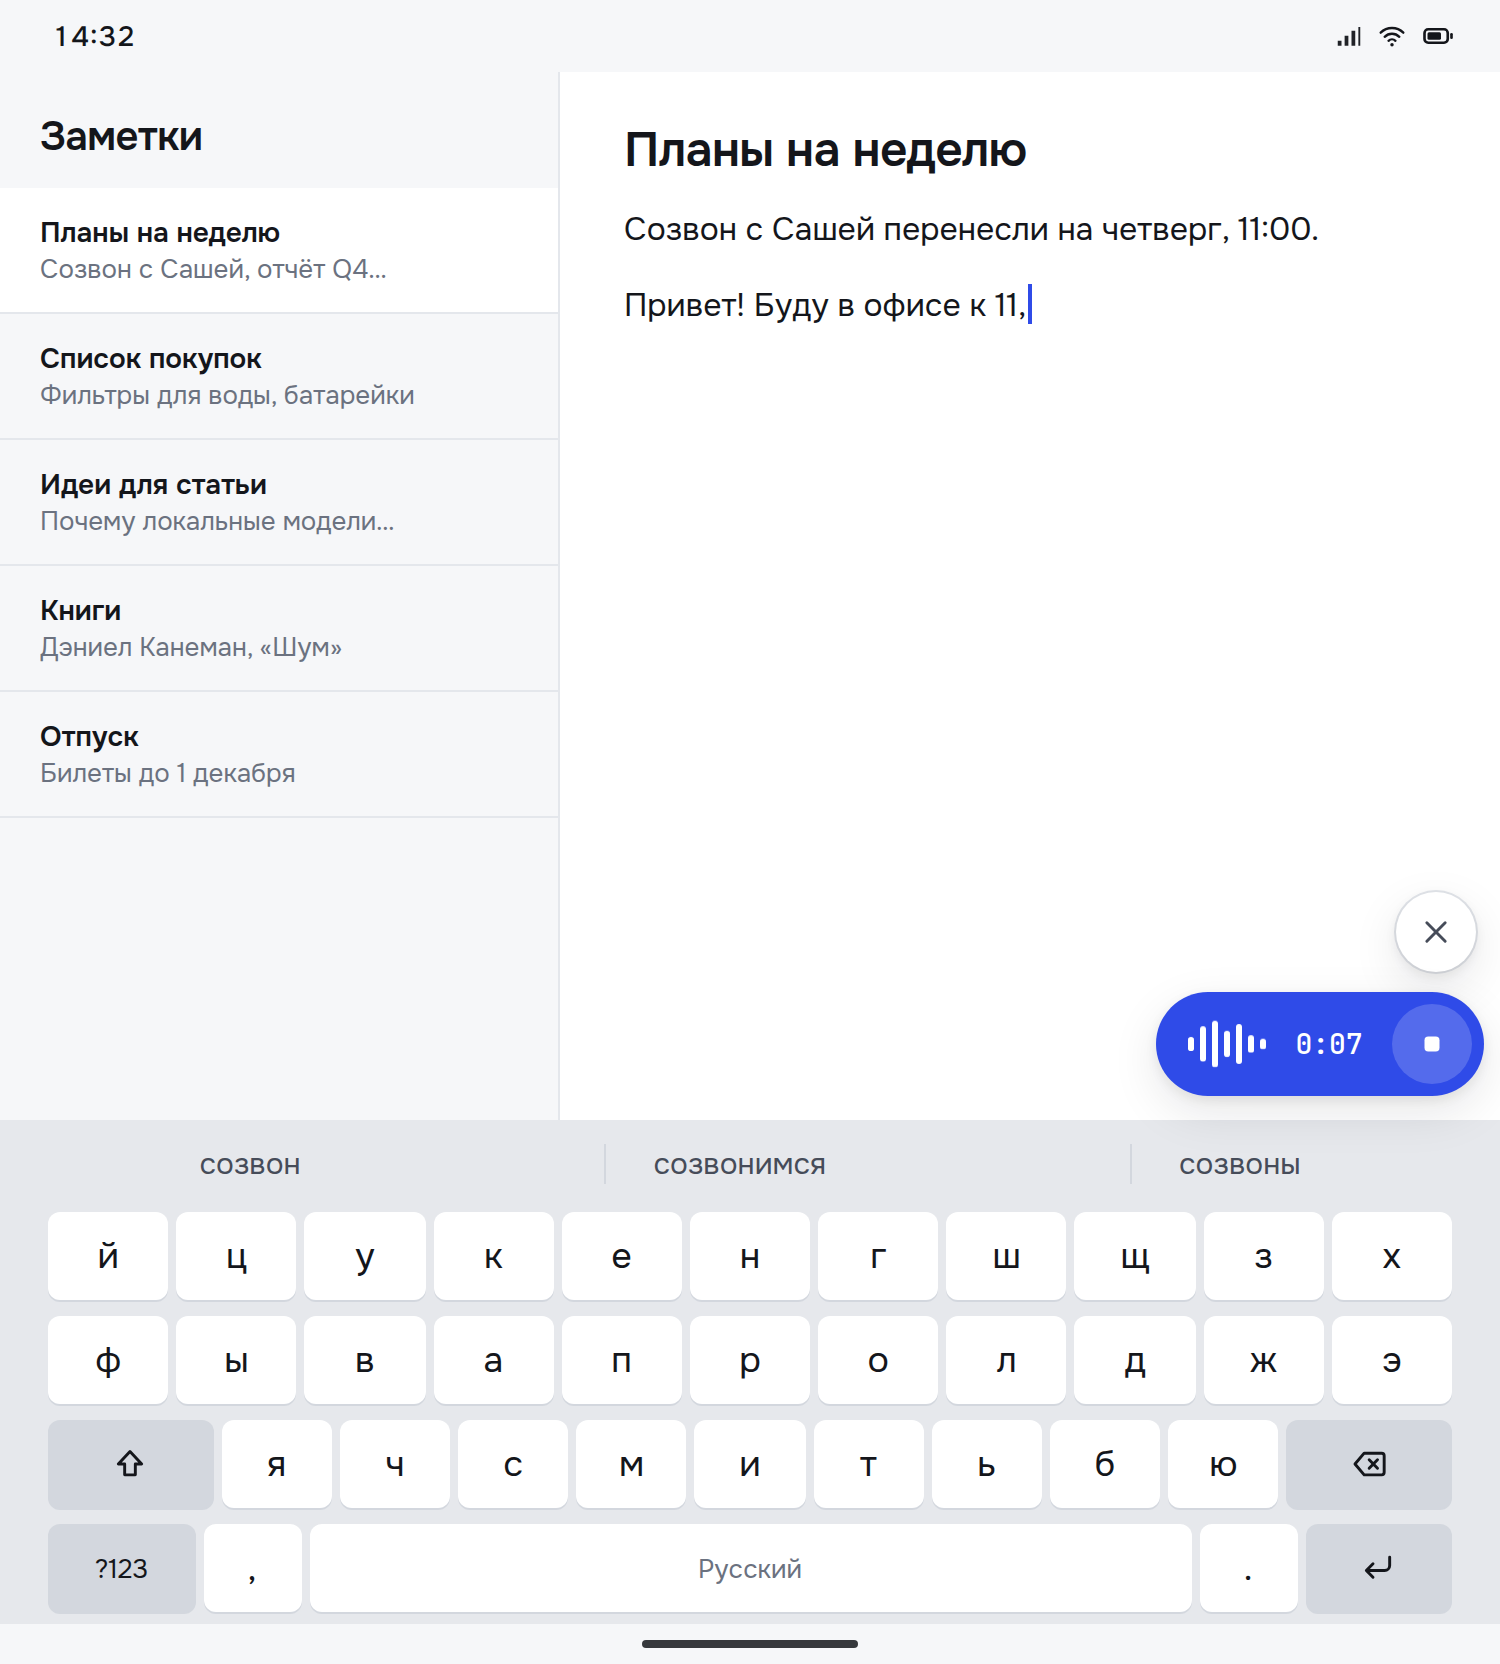 14:32
Заметки
Планы на неделю
Созвон с Сашей, отчёт Q4...
Список покупок
Фильтры для воды, батарейки
Идеи для статьи
Почему локальные модели...
Книги
Дэниел Канеман, «Шум»
Отпуск
Билеты до 1 декабря
Планы на неделю
Созвон с Сашей перенесли на четверг, 11:00.
Привет! Буду в офисе к 11,
0:07
созвон созвонимся созвоны
й ц у к е н г ш щ з х
ф ы в а п р о л д ж э
я ч с м и т ь б ю
?123 , Русский .